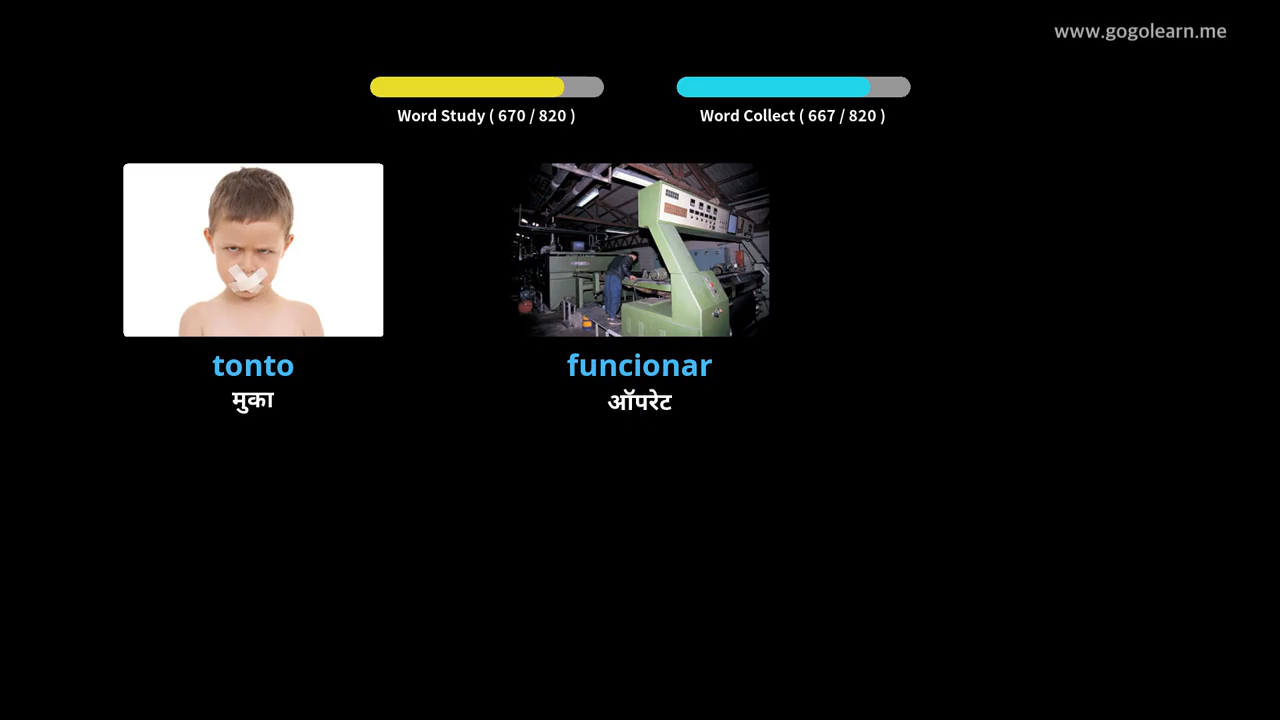 www.gogolearn.me
Word Study ( 670 / 820 )
Word Collect ( 667 / 820 )
tonto
मुका
funcionar
ऑपरेट